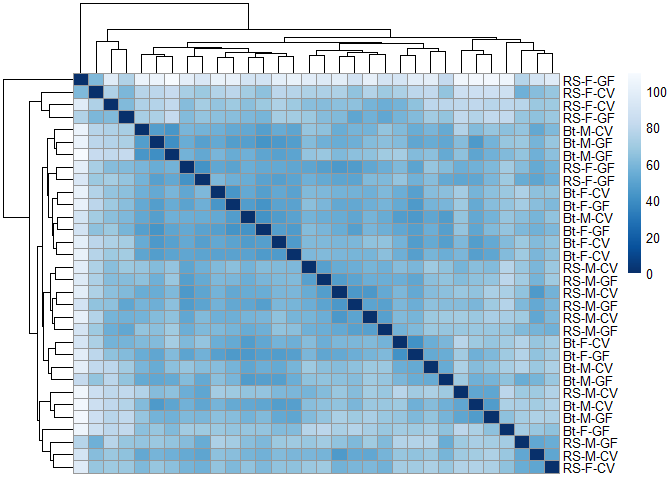 RS-F-GF
RS-F-CV
RS-F-CV
RS-F-GF
Bt-M-CV
Bt-M-GF
Bt-M-GF
RS-F-GF
RS-F-GF
Bt-F-CV
Bt-F-GF
Bt-M-CV
Bt-F-GF
Bt-F-CV
Bt-F-CV
RS-M-CV
RS-M-GF
RS-M-CV
RS-M-GF
RS-M-CV
RS-M-GF
Bt-F-CV
Bt-F-GF
Bt-M-CV
Bt-M-GF
RS-M-CV
Bt-M-CV
Bt-M-GF
Bt-F-GF
RS-M-GF
RS-M-CV
RS-F-CV
100
80
60
40
20
0